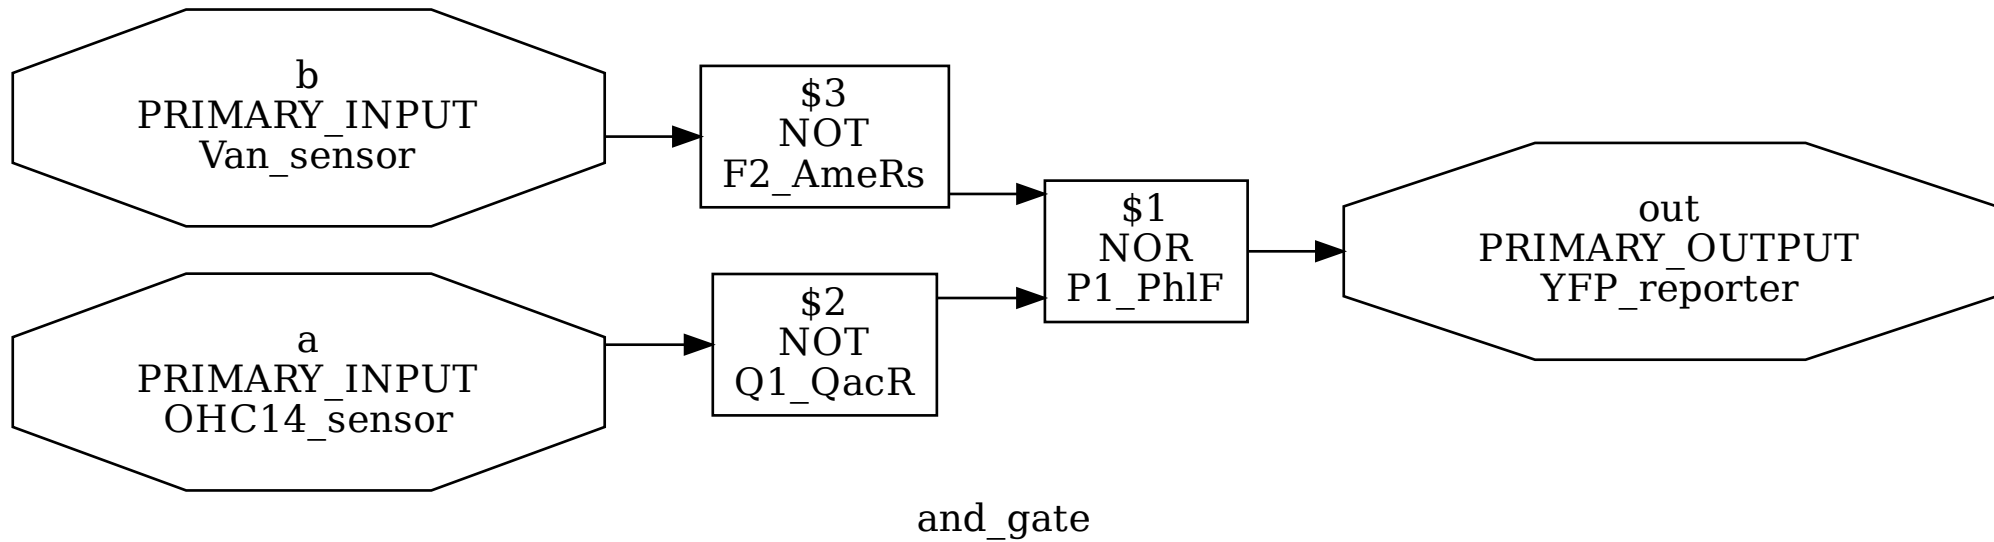 b
PRIMARY_INPUT
Van_sensor
$3
NOT
F2_AmeRs
a
PRIMARY_INPUT
OHC14_sensor
$2
NOT
Q1_QacR
$1
NOR
P1_PhlF
out
PRIMARY_OUTPUT
YFP_reporter
and_gate